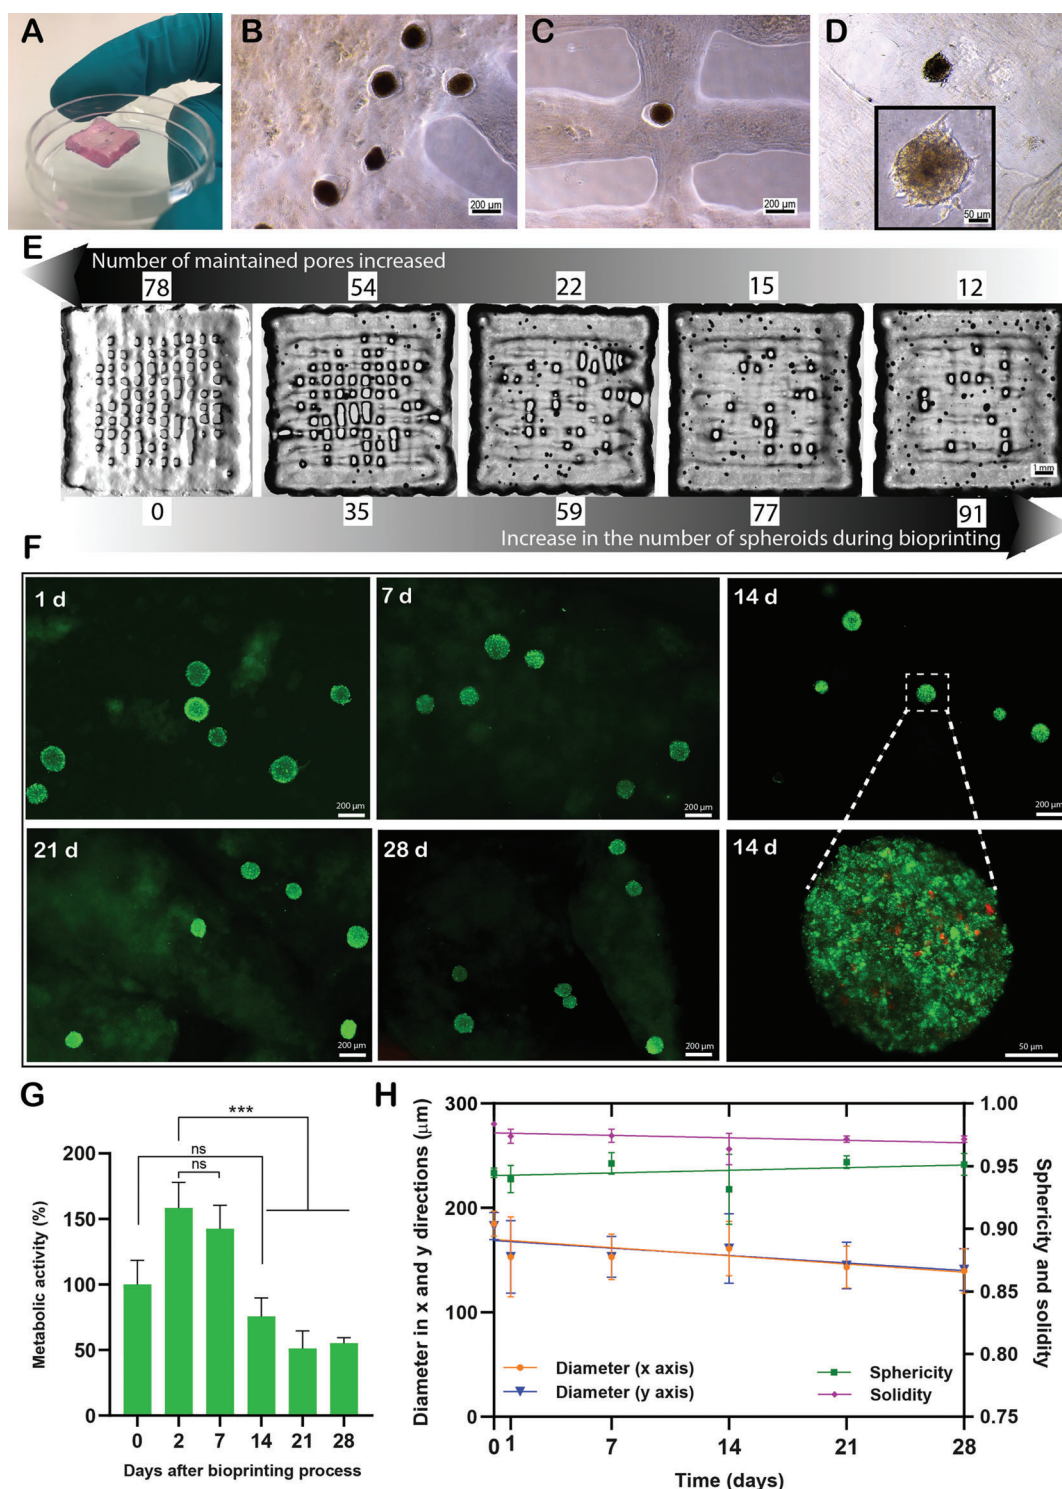 A
B
C
D
200 µm
200 µm
50 µm
E
Number of maintained pores increased
78
54
22
15
12
1 mm
0
35
59
77
91
Increase in the number of spheroids during bioprinting
F
1 d
7 d
14 d
200 µm
200 µm
200 µm
21 d
28 d
14 d
200 µm
200 µm
50 µm
G
***
ns
ns
200
150
100
50
0
Metabolic activity (%)
0 2 7 14 21 28
Days after bioprinting process
H
300
200
100
0
Diameter in x and y directions (µm)
1.00
0.95
0.90
0.85
0.80
0.75
Sphericity and solidity
Diameter (x axis)
Diameter (y axis)
Sphericity
Solidity
0 1 7 14 21 28
Time (days)